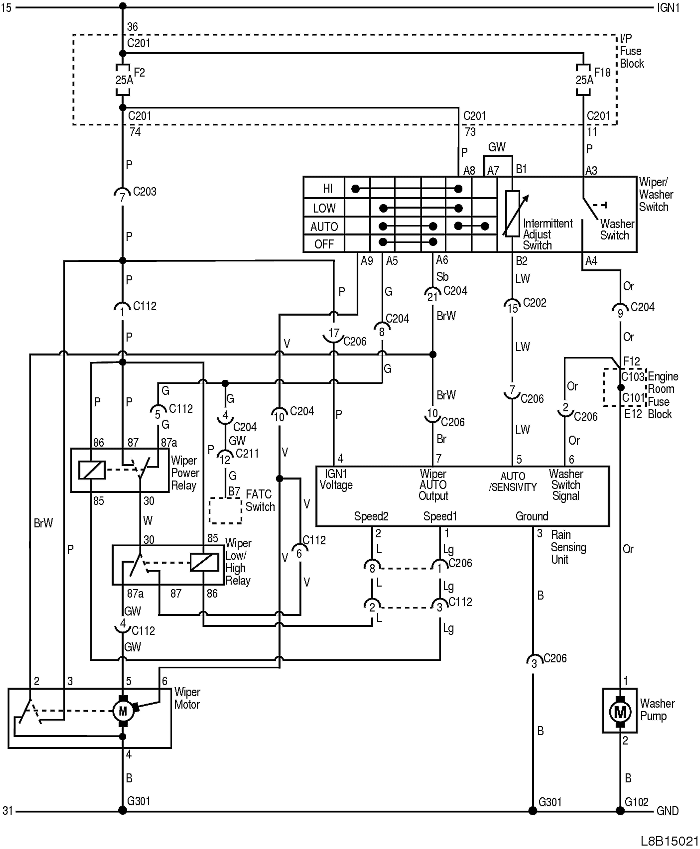 15
IGN1
36
C201
I/P
Fuse
Block
F2
25A
F18
25A
C201
74
C201
73
C201
11
P
P
GW
P
A8
A7
B1
A3
Wiper/
Washer
Switch
7
C203
HI
LOW
AUTO
OFF
Intermittent
Adjust
Switch
Washer
Switch
P
A9
A5
A6
B2
A4
P
1
C112
P
P
G
Sb
21
C204
BrW
LW
15
C202
LW
Or
9
C204
Or
V
17
C206
8
C204
G
F12
C103
C101
E12
Engine
Room
Fuse
Block
P
P
G
5
C112
G
G
4
C204
GW
12
C211
G
B7
P
FATC
Switch
10
C204
V
P
BrW
10
C206
Br
7
C206
LW
Or
2
C206
Or
86
87
87a
Wiper
Power
Relay
85
30
W
4
7
5
6
IGN1
Voltage
Wiper
AUTO
Output
AUTO
/SENSIVITY
Washer
Switch
Signal
Speed2
Speed1
Ground
Rain
Sensing
Unit
2
1
3
BrW
P
V
V
C112
6
V
30
85
Wiper
Low/
High
Relay
87a
87
86
L
Lg
8
1
C206
L
Lg
2
3
C112
L
Lg
B
Or
GW
4
C112
GW
3
C206
2
3
5
6
Wiper
Motor
M
4
B
B
1
Washer
Pump
M
2
B
31
G301
G301
G102
GND
L8B15021